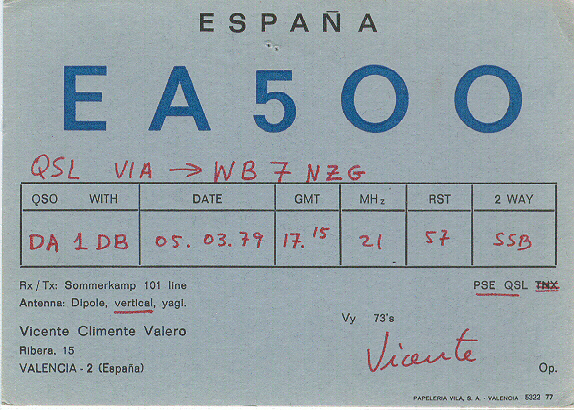 ESPAÑA
EA5OO
QSL VIA → WB7NZG
QSO WITH DATE GMT MHz RST 2 WAY
DA1DB 05.03.79 17.15 21 57 SSB
Rx/Tx: Sommerkamp 101 line PSE QSL TNX
Antenna: Dipole, vertical, yagi.
Vicente Climente Valero Vy 73's
Ribera, 15
VALENCIA - 2 (España) Vicente Op.
PAPELERIA VILA, S. A. - VALENCIA 5222 77